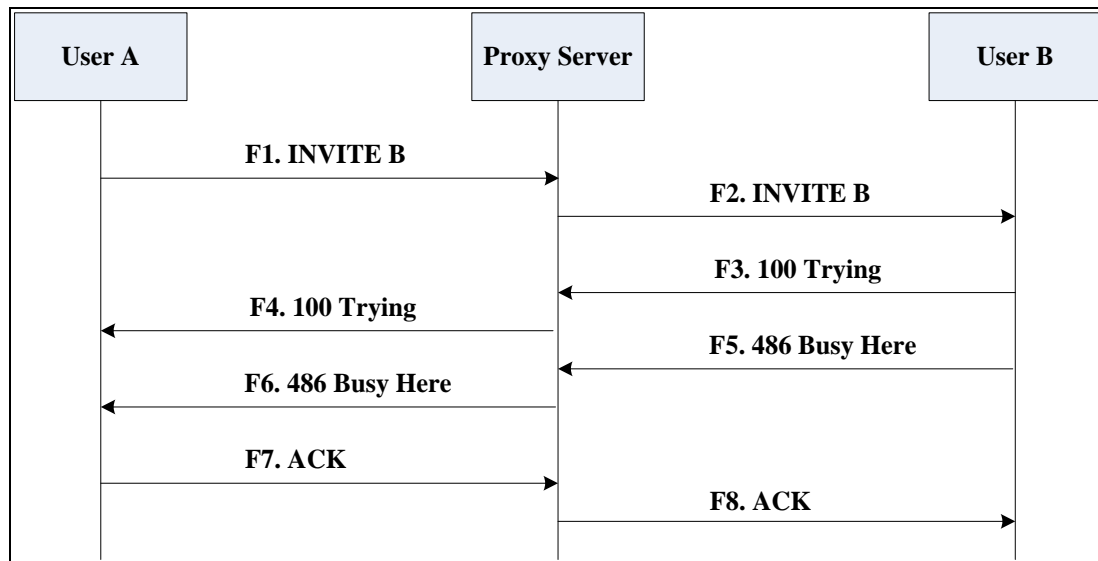 User A
Proxy Server
User B
F1. INVITE B
F2. INVITE B
F3. 100 Trying
F4. 100 Trying
F5. 486 Busy Here
F6. 486 Busy Here
F7. ACK
F8. ACK